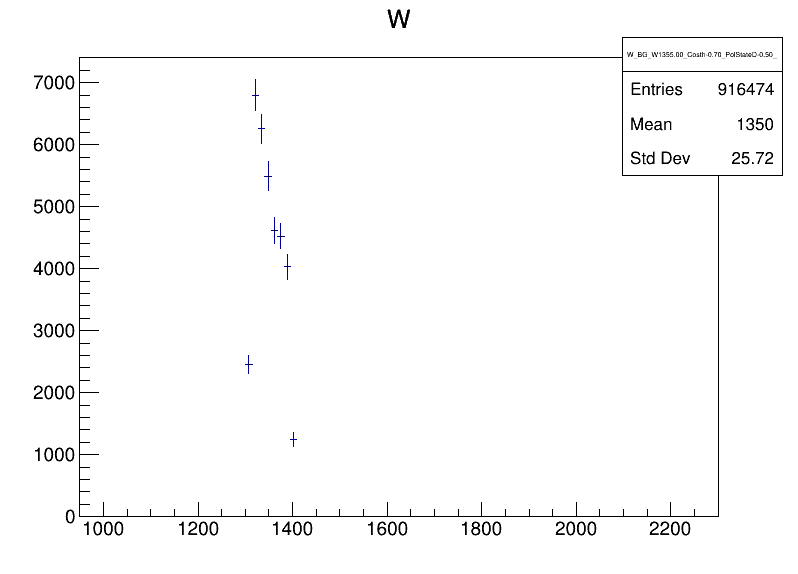 W
W_BG_W1355.00_Costh-0.70_PolStateD-0.50_
Entries 916474
Mean 1350
Std Dev 25.72
7000
6000
5000
4000
3000
2000
1000
0
1000 1200 1400 1600 1800 2000 2200